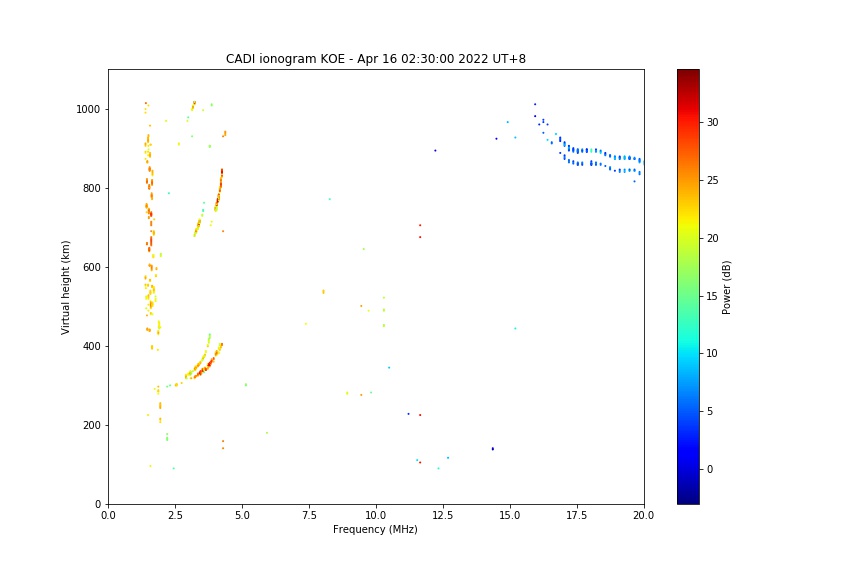 CADI ionogram KOE - Apr 16 02:30:00 2022 UT+8
Virtual height (km)
1000
800
600
400
200
0
0.0 2.5 5.0 7.5 10.0 12.5 15.0 17.5 20.0
Frequency (MHz)
30
25
20
15
10
5
0
Power (dB)